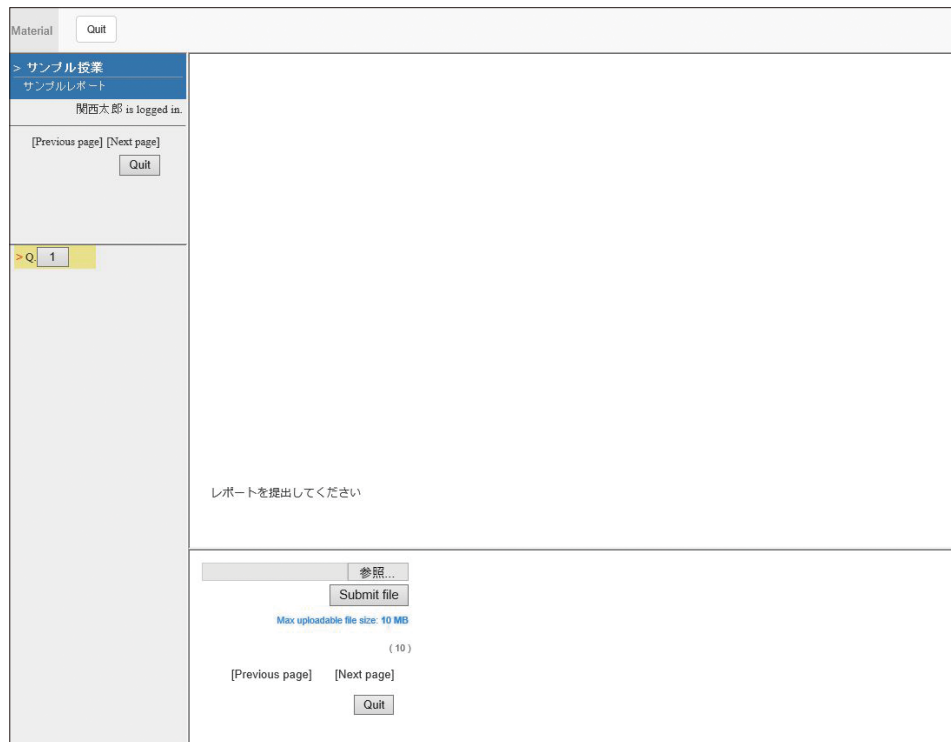 Material Quit
> サンプル授業
サンプルレポート
関西太郎 is logged in.
[Previous page] [Next page]
Quit
>Q. 1
レポートを提出してください
参照...
Submit file
Max uploadable file size: 10 MB
( 10 )
[Previous page] [Next page]
Quit